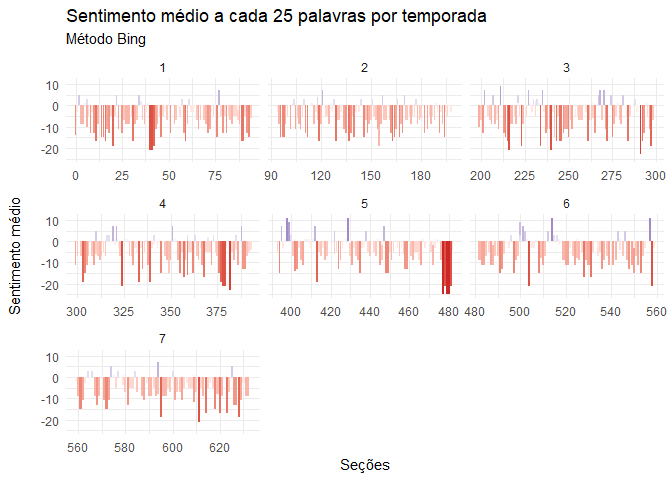 Sentimento médio a cada 25 palavras por temporada
Método Bing
1 2 3
10
0
-10
-20
0 25 50 75 90 120 150 180 200 225 250 275 300
4 5 6
10
0
-10
-20
300 325 350 375 400 420 440 460 480 480 500 520 540 560
7
10
0
-10
-20
560 580 600 620
Sentimento médio
Seções